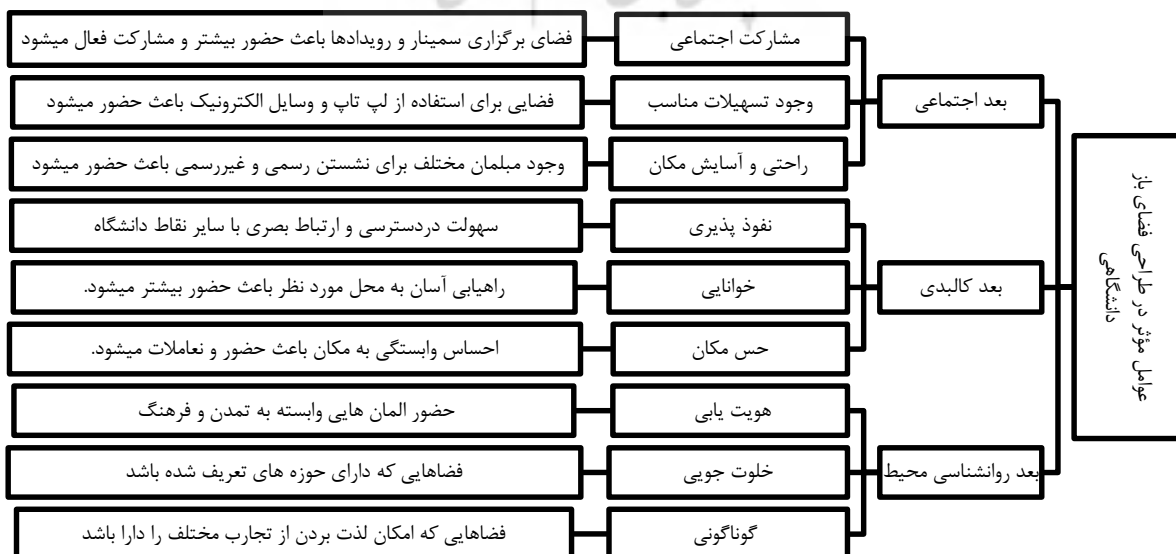 عوامل مؤثر در طراحی فضای باز
دانشگاهی
بعد اجتماعی
مشارکت اجتماعی
فضای برگزاری سمینار و رویدادها باعث حضور بیشتر و مشارکت فعال میشود
وجود تسهیلات مناسب
فضایی برای استفاده از لپ تاپ و وسایل الکترونیک باعث حضور میشود
راحتی و آسایش مکان
وجود مبلمان مختلف برای نشستن رسمی و غیررسمی باعث حضور میشود
بعد کالبدی
نفوذ پذیری
سهولت دردسترسی و ارتباط بصری با سایر نقاط دانشگاه
خوانایی
راهیابی آسان به محل مورد نظر باعث حضور بیشتر میشود.
حس مکان
احساس وابستگی به مکان باعث حضور و نعاملات میشود.
بعد روانشناسی محیط
هویت یابی
حضور المان هایی وابسته به تمدن و فرهنگ
خلوت جویی
فضاهایی که دارای حوزه های تعریف شده باشد
گوناگونی
فضاهایی که امکان لذت بردن از تجارب مختلف را دارا باشد